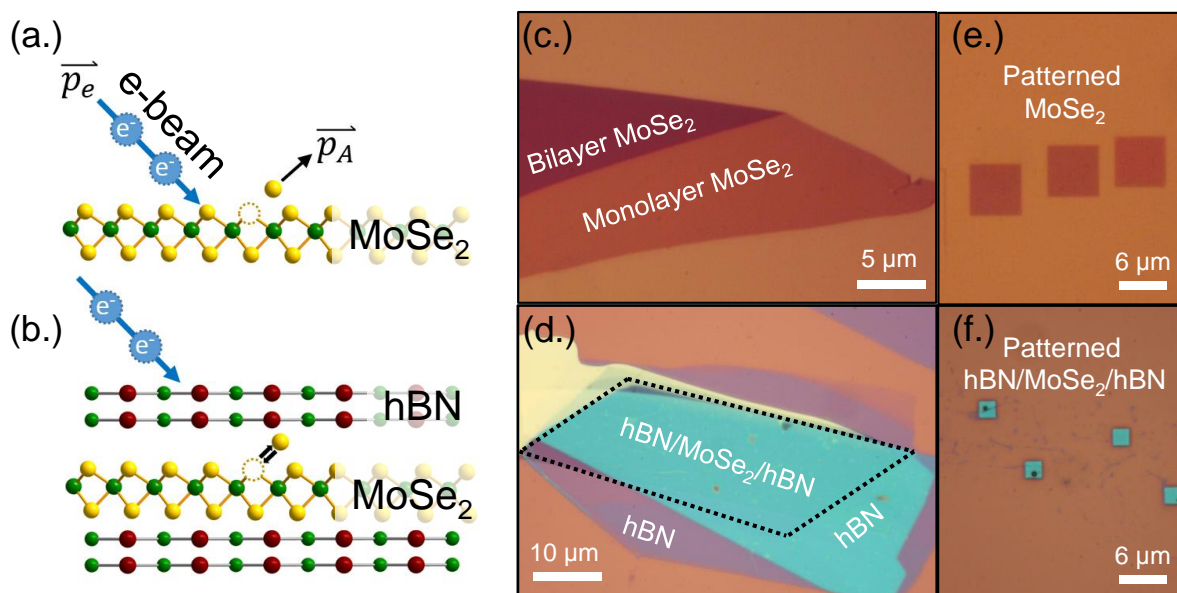 (a.)
p_e
e-beam
e⁻
e⁻
p_A
MoSe₂
(b.)
e⁻
e⁻
hBN
MoSe₂
(c.)
Bilayer MoSe₂
Monolayer MoSe₂
5 µm
(d.)
hBN/MoSe₂/hBN
hBN
hBN
10 µm
(e.)
Patterned
MoSe₂
6 µm
(f.)
Patterned
hBN/MoSe₂/hBN
6 µm